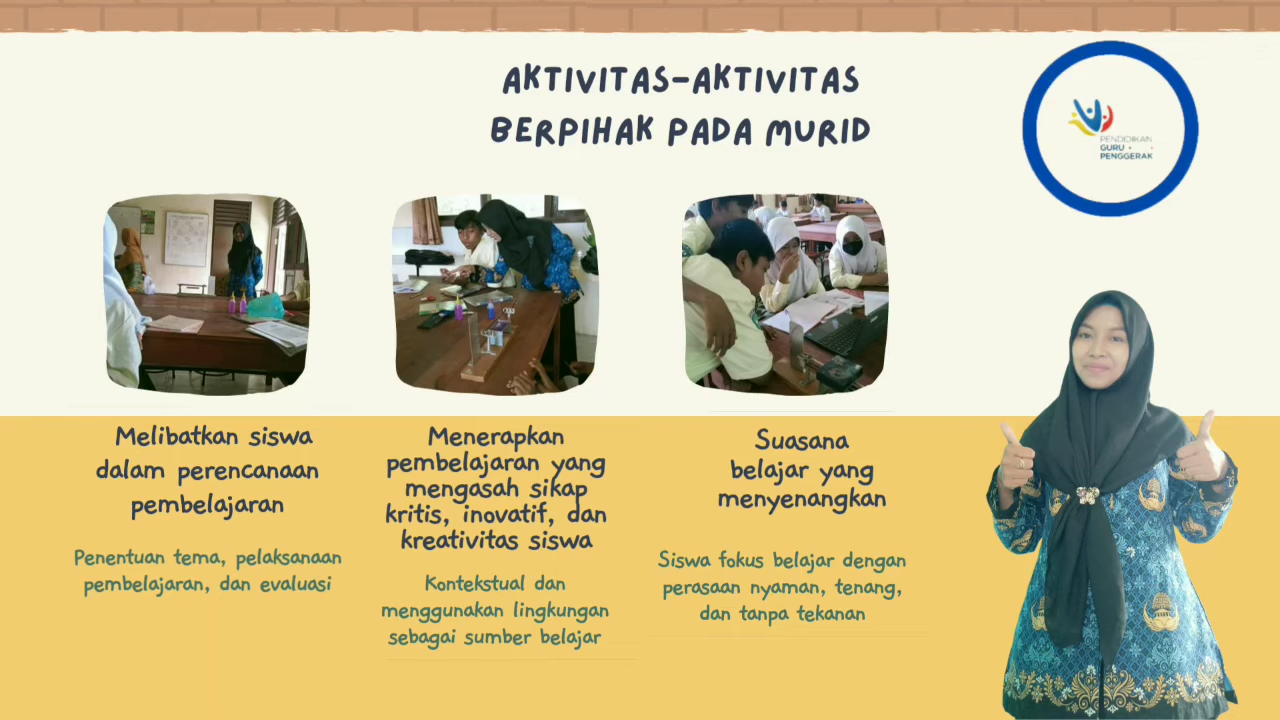 AKTIVITAS-AKTIVITAS
BERPIHAK PADA MURID
PENDIDIKAN
GURU
PENGGERAK
Melibatkan siswa
dalam perencanaan
pembelajaran
Penentuan tema, pelaksanaan
pembelajaran, dan evaluasi
Menerapkan
pembelajaran yang
mengasah sikap
kritis, inovatif, dan
kreativitas siswa
Kontekstual dan
menggunakan lingkungan
sebagai sumber belajar
Suasana
belajar yang
menyenangkan
Siswa fokus belajar dengan
perasaan nyaman, tenang,
dan tanpa tekanan